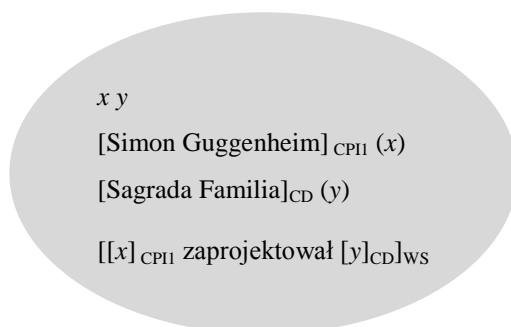 x y
[Simon Guggenheim] CPI1 (x)
[Sagrada Familia]CD (y)
[[x] CPI1 zaprojektował [y]CD]WS